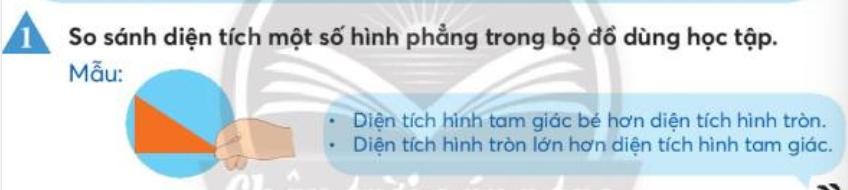 1 So sánh diện tích một số hình phẳng trong bộ đồ dùng học tập.
Mẫu:
• Diện tích hình tam giác bé hơn diện tích hình tròn.
• Diện tích hình tròn lớn hơn diện tích hình tam giác.